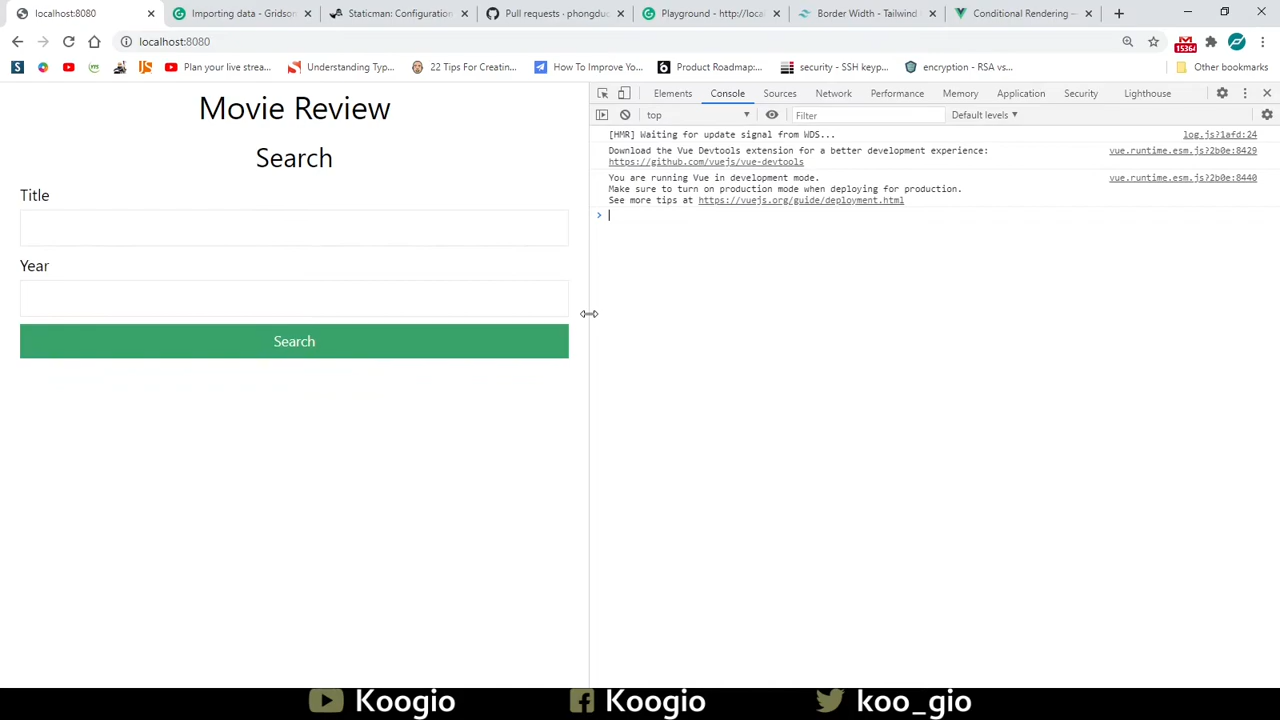 localhost:8080
Importing data - Gridson
Staticman: Configuration
Pull requests · phongduc
Playground - http://local
Border Width - Tailwind
Conditional Rendering —
localhost:8080
1536
Plan your live strea...
Understanding Typ...
22 Tips For Creatin...
How To Improve Yo...
Product Roadmap:...
security - SSH keyp...
encryption - RSA vs...
Other bookmarks
Movie Review
Search
Title
Year
Search
Elements
Console
Sources
Network
Performance
Memory
Application
Security
Lighthouse
top
Filter
Default levels
[HMR] Waiting for update signal from WDS...
log.js?1afd:24
Download the Vue Devtools extension for a better development experience:
vue.runtime.esm.js?2b0e:8429
https://github.com/vuejs/vue-devtools
You are running Vue in development mode.
vue.runtime.esm.js?2b0e:8440
Make sure to turn on production mode when deploying for production.
See more tips at https://vuejs.org/guide/deployment.html
Koogio
Koogio
koo_gio